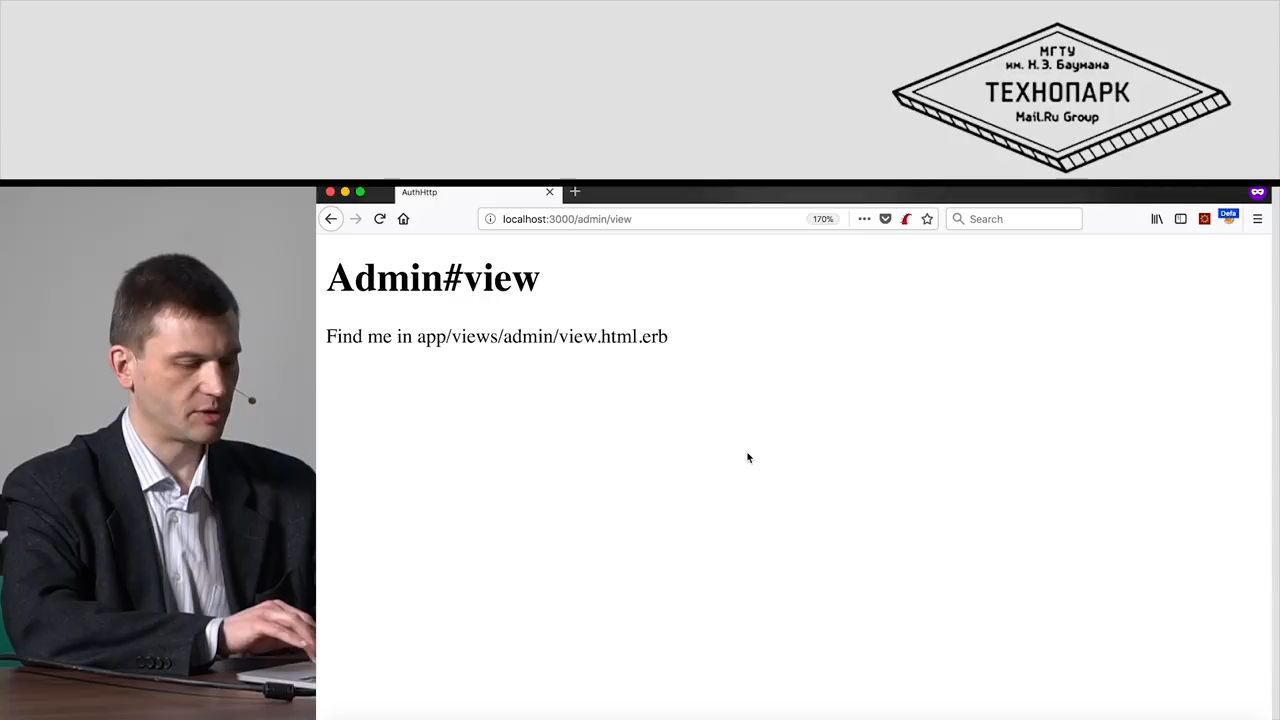 МГТУ
им. Н.Э. Баумана
ТЕХНОПАРК
Mail.Ru Group
AuthHttp
localhost:3000/admin/view
170%
Search
Defa
Admin#view
Find me in app/views/admin/view.html.erb